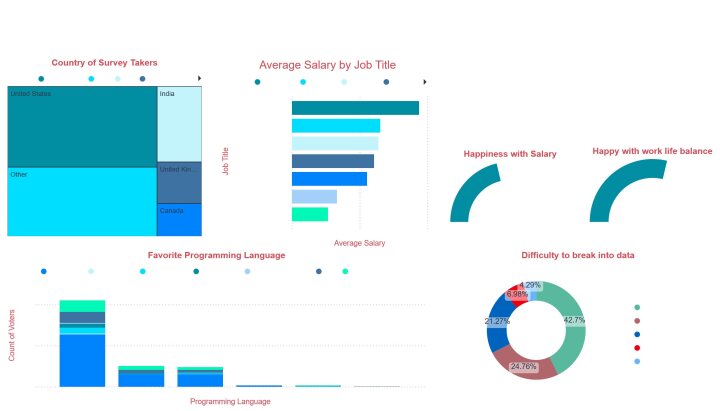 Country of Survey Takers
Average Salary by Job Title
United States
India
Other
United Kin...
Canada
Job Title
Average Salary
Happiness with Salary
Happy with work life balance
Favorite Programming Language
Count of Voters
Programming Language
Difficulty to break into data
4.29%
6.98%
42.7%
21.27%
24.76%